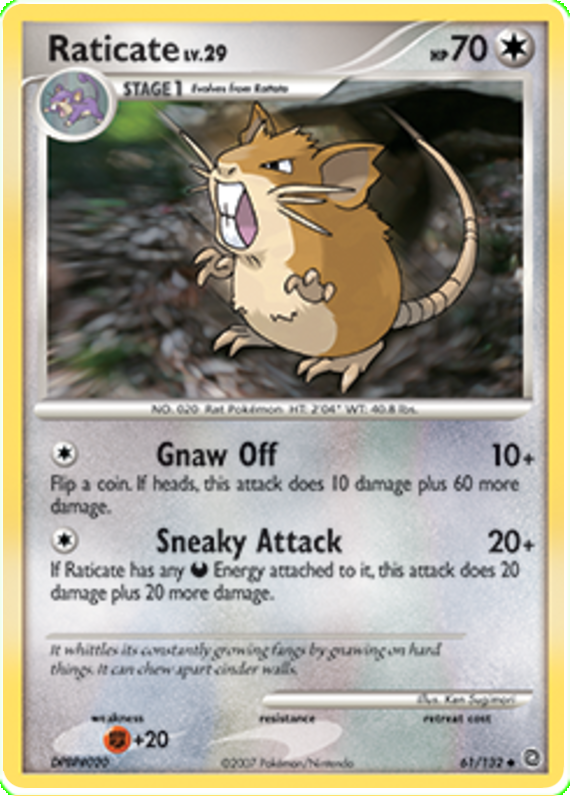 Raticate LV.29 HP 70
STAGE 1 Evolves from Rattata
NO. 020 Rat Pokémon HT: 2'04" WT: 40.8 lbs.
Gnaw Off 10+
Flip a coin. If heads, this attack does 10 damage plus 60 more
damage.
Sneaky Attack 20+
If Raticate has any Energy attached to it, this attack does 20
damage plus 20 more damage.
It whittles its constantly growing fangs by gnawing on hard
things. It can chew apart cinder walls.
Illus. Ken Sugimori
weakness resistance retreat cost
+20
DPBP#020 ©2007 Pokémon/Nintendo 61/132